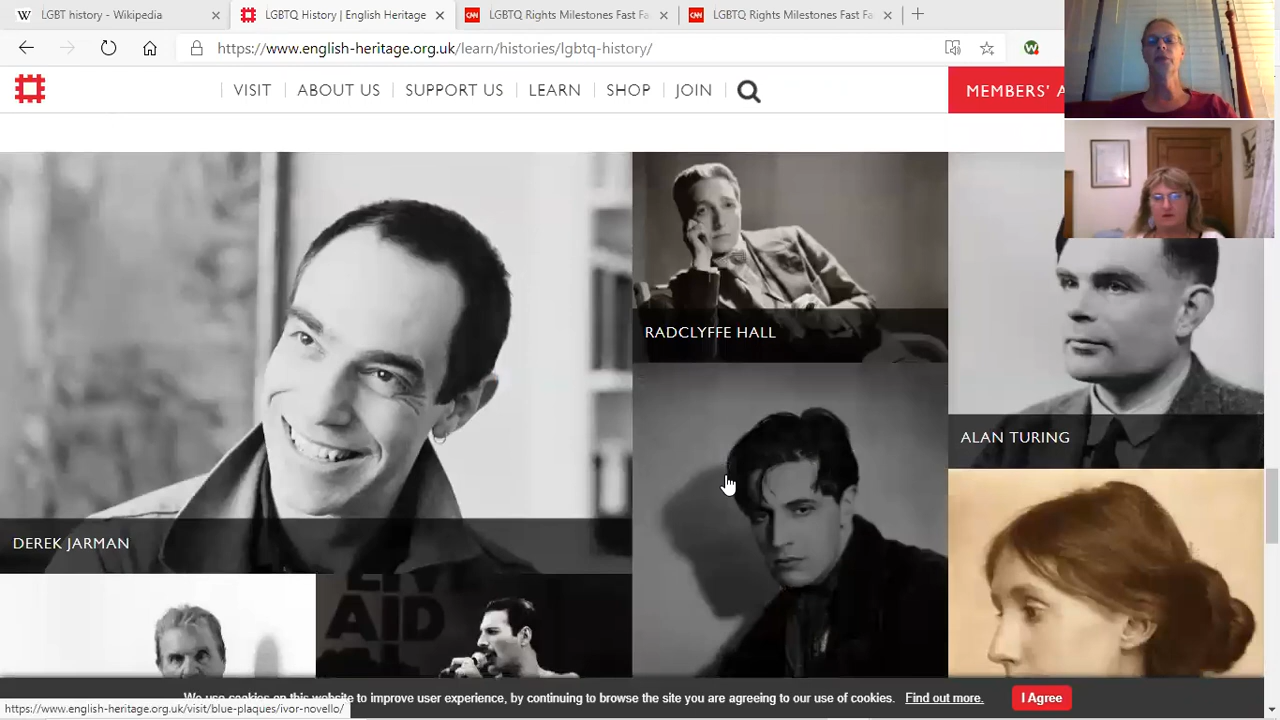 LGBT history - Wikipedia
LGBTQ History | English Heritage
LGBTQ Rights Milestones Fast Fa
LGBTQ Rights Milestones Fast Fa
https://www.english-heritage.org.uk/learn/histories/lgbtq-history/
VISIT
ABOUT US
SUPPORT US
LEARN
SHOP
JOIN
MEMBERS' A
RADCLYFFE HALL
ALAN TURING
DEREK JARMAN
AID
We use cookies on this website to improve user experience, by continuing to browse the site you are agreeing to our use of cookies. Find out more.
I Agree
https://www.english-heritage.org.uk/visit/blue-plaques/ivor-novello/